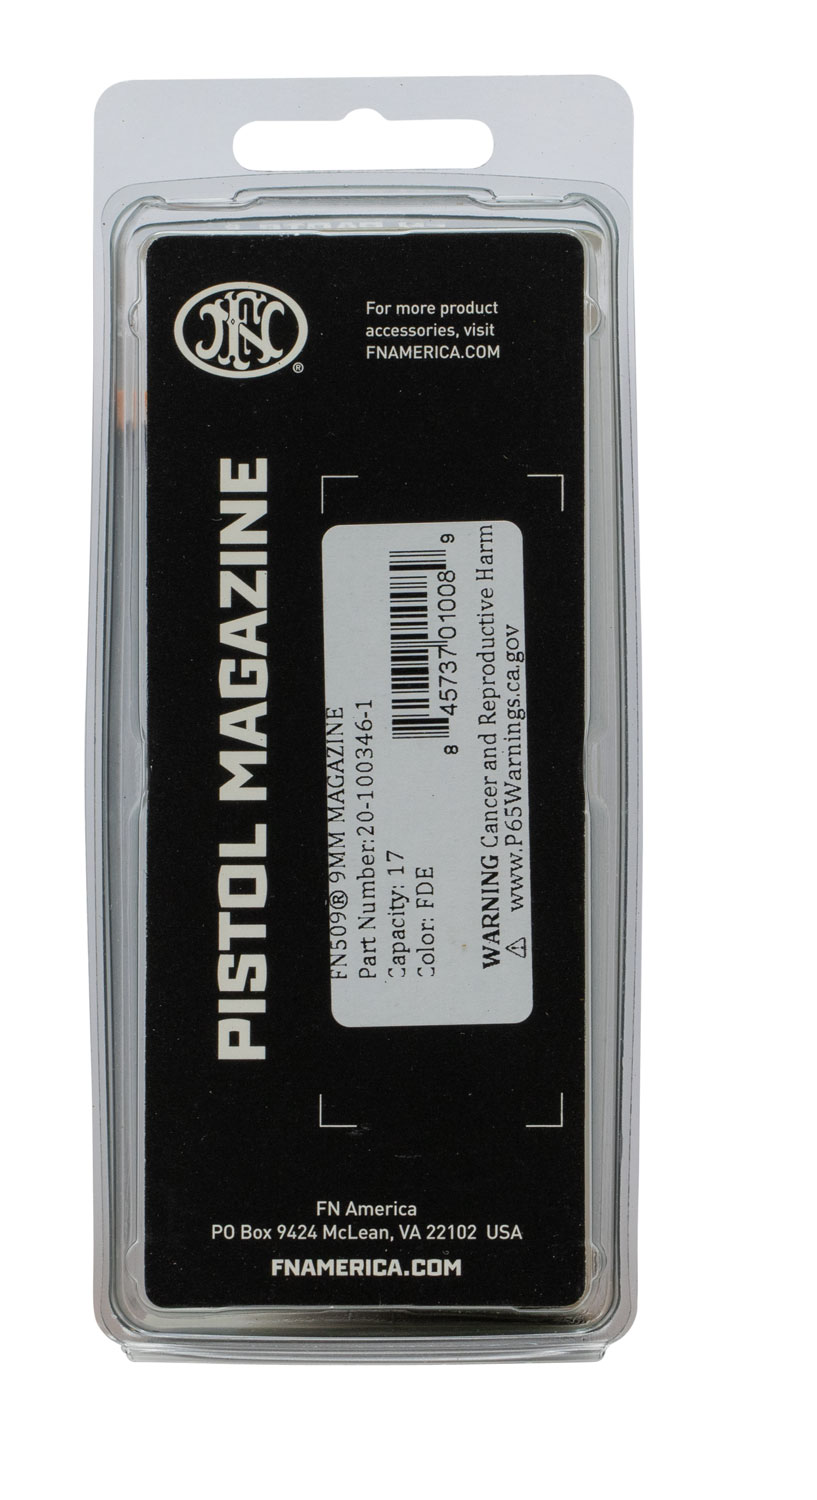 FN
®
For more product
accessories, visit
FNAMERICA.COM
PISTOL MAGAZINE
FN509® 9MM MAGAZINE
Part Number:20-100346-1
Capacity: 17
Color: FDE
8 45737 01008 9
WARNING Cancer and Reproductive Harm
⚠ www.P65Warnings.ca.gov
FN America
PO Box 9424 McLean, VA 22102 USA
FNAMERICA.COM